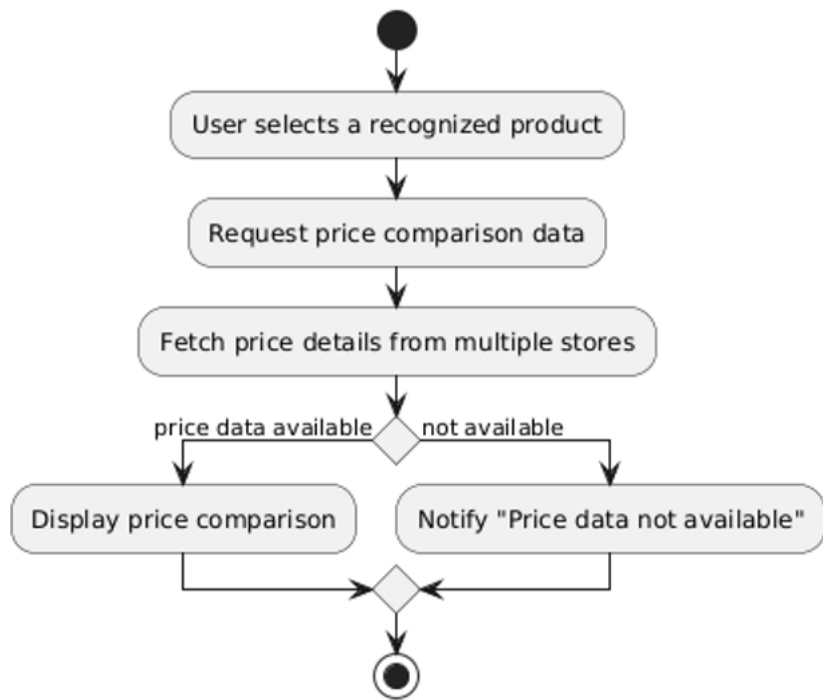 User selects a recognized product
Request price comparison data
Fetch price details from multiple stores
price data available
not available
Display price comparison
Notify "Price data not available"